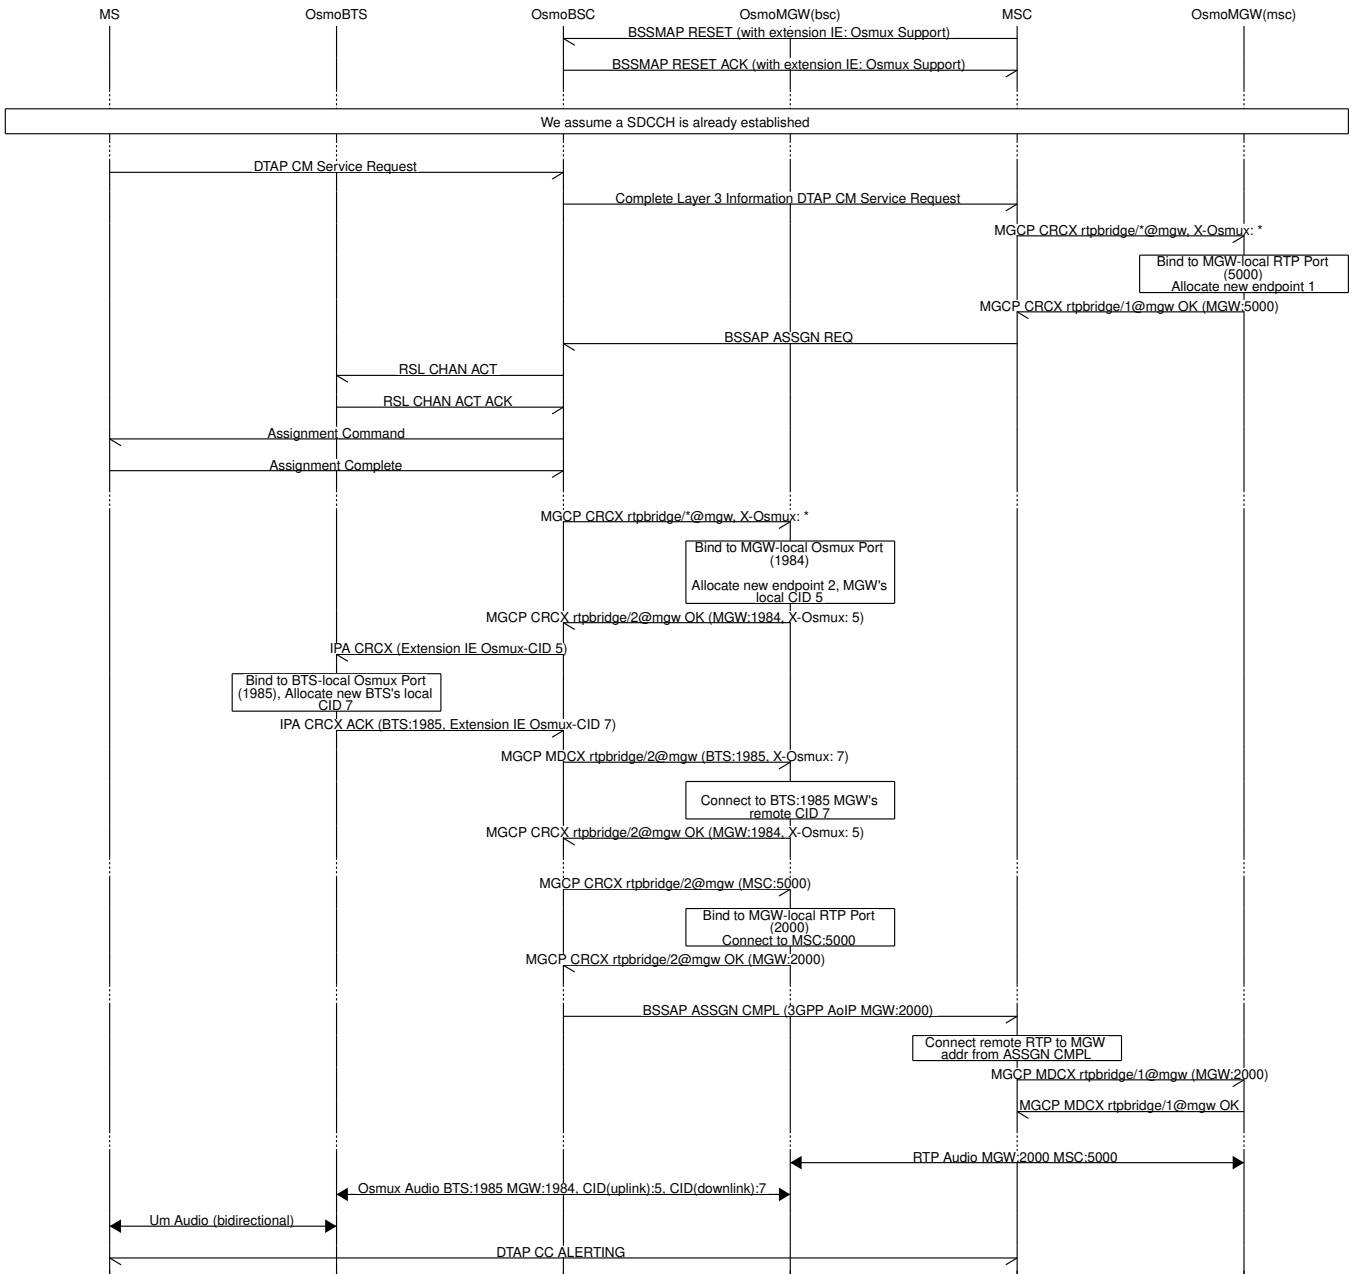 MS OsmoBTS OsmoBSC OsmoMGW(bsc) MSC OsmoMGW(msc)
BSSMAP RESET (with extension IE: Osmux Support)
BSSMAP RESET ACK (with extension IE: Osmux Support)
We assume a SDCCH is already established
DTAP CM Service Request
Complete Layer 3 Information DTAP CM Service Request
MGCP CRCX rtpbridge/*@mgw, X-Osmux: *
Bind to MGW-local RTP Port
(5000)
Allocate new endpoint 1
MGCP CRCX rtpbridge/1@mgw OK (MGW:5000)
BSSAP ASSGN REQ
RSL CHAN ACT
RSL CHAN ACT ACK
Assignment Command
Assignment Complete
MGCP CRCX rtpbridge/*@mgw, X-Osmux: *
Bind to MGW-local Osmux Port
(1984)
Allocate new endpoint 2, MGW's
local CID 5
MGCP CRCX rtpbridge/2@mgw OK (MGW:1984, X-Osmux: 5)
IPA CRCX (Extension IE Osmux-CID 5)
Bind to BTS-local Osmux Port
(1985), Allocate new BTS's local
CID 7
IPA CRCX ACK (BTS:1985, Extension IE Osmux-CID 7)
MGCP MDCX rtpbridge/2@mgw (BTS:1985, X-Osmux: 7)
Connect to BTS:1985 MGW's
remote CID 7
MGCP CRCX rtpbridge/2@mgw OK (MGW:1984, X-Osmux: 5)
MGCP CRCX rtpbridge/2@mgw (MSC:5000)
Bind to MGW-local RTP Port
(2000)
Connect to MSC:5000
MGCP CRCX rtpbridge/2@mgw OK (MGW:2000)
BSSAP ASSGN CMPL (3GPP AoIP MGW:2000)
Connect remote RTP to MGW
addr from ASSGN CMPL
MGCP MDCX rtpbridge/1@mgw (MGW:2000)
MGCP MDCX rtpbridge/1@mgw OK
RTP Audio MGW:2000 MSC:5000
Osmux Audio BTS:1985 MGW:1984, CID(uplink):5, CID(downlink):7
Um Audio (bidirectional)
DTAP CC ALERTING